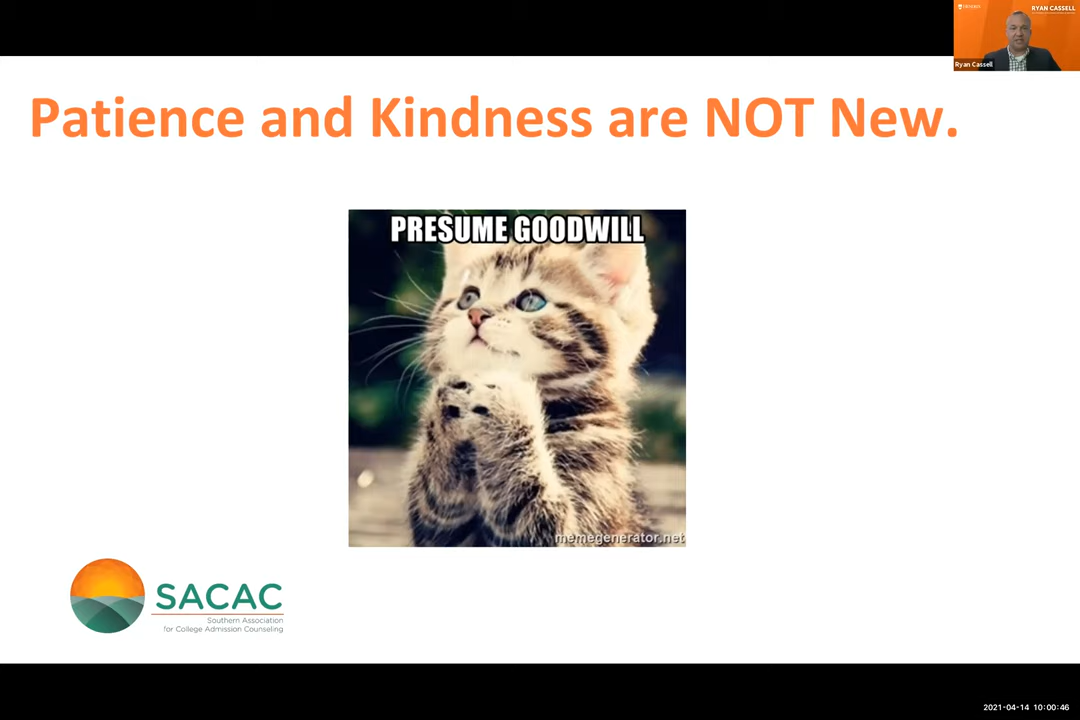 RYAN CASSELL
Ryan Cassell
Patience and Kindness are NOT New.
PRESUME GOODWILL
memegenerator.net
SACAC
Southern Association
for College Admission Counseling
2021-04-14 10:00:46